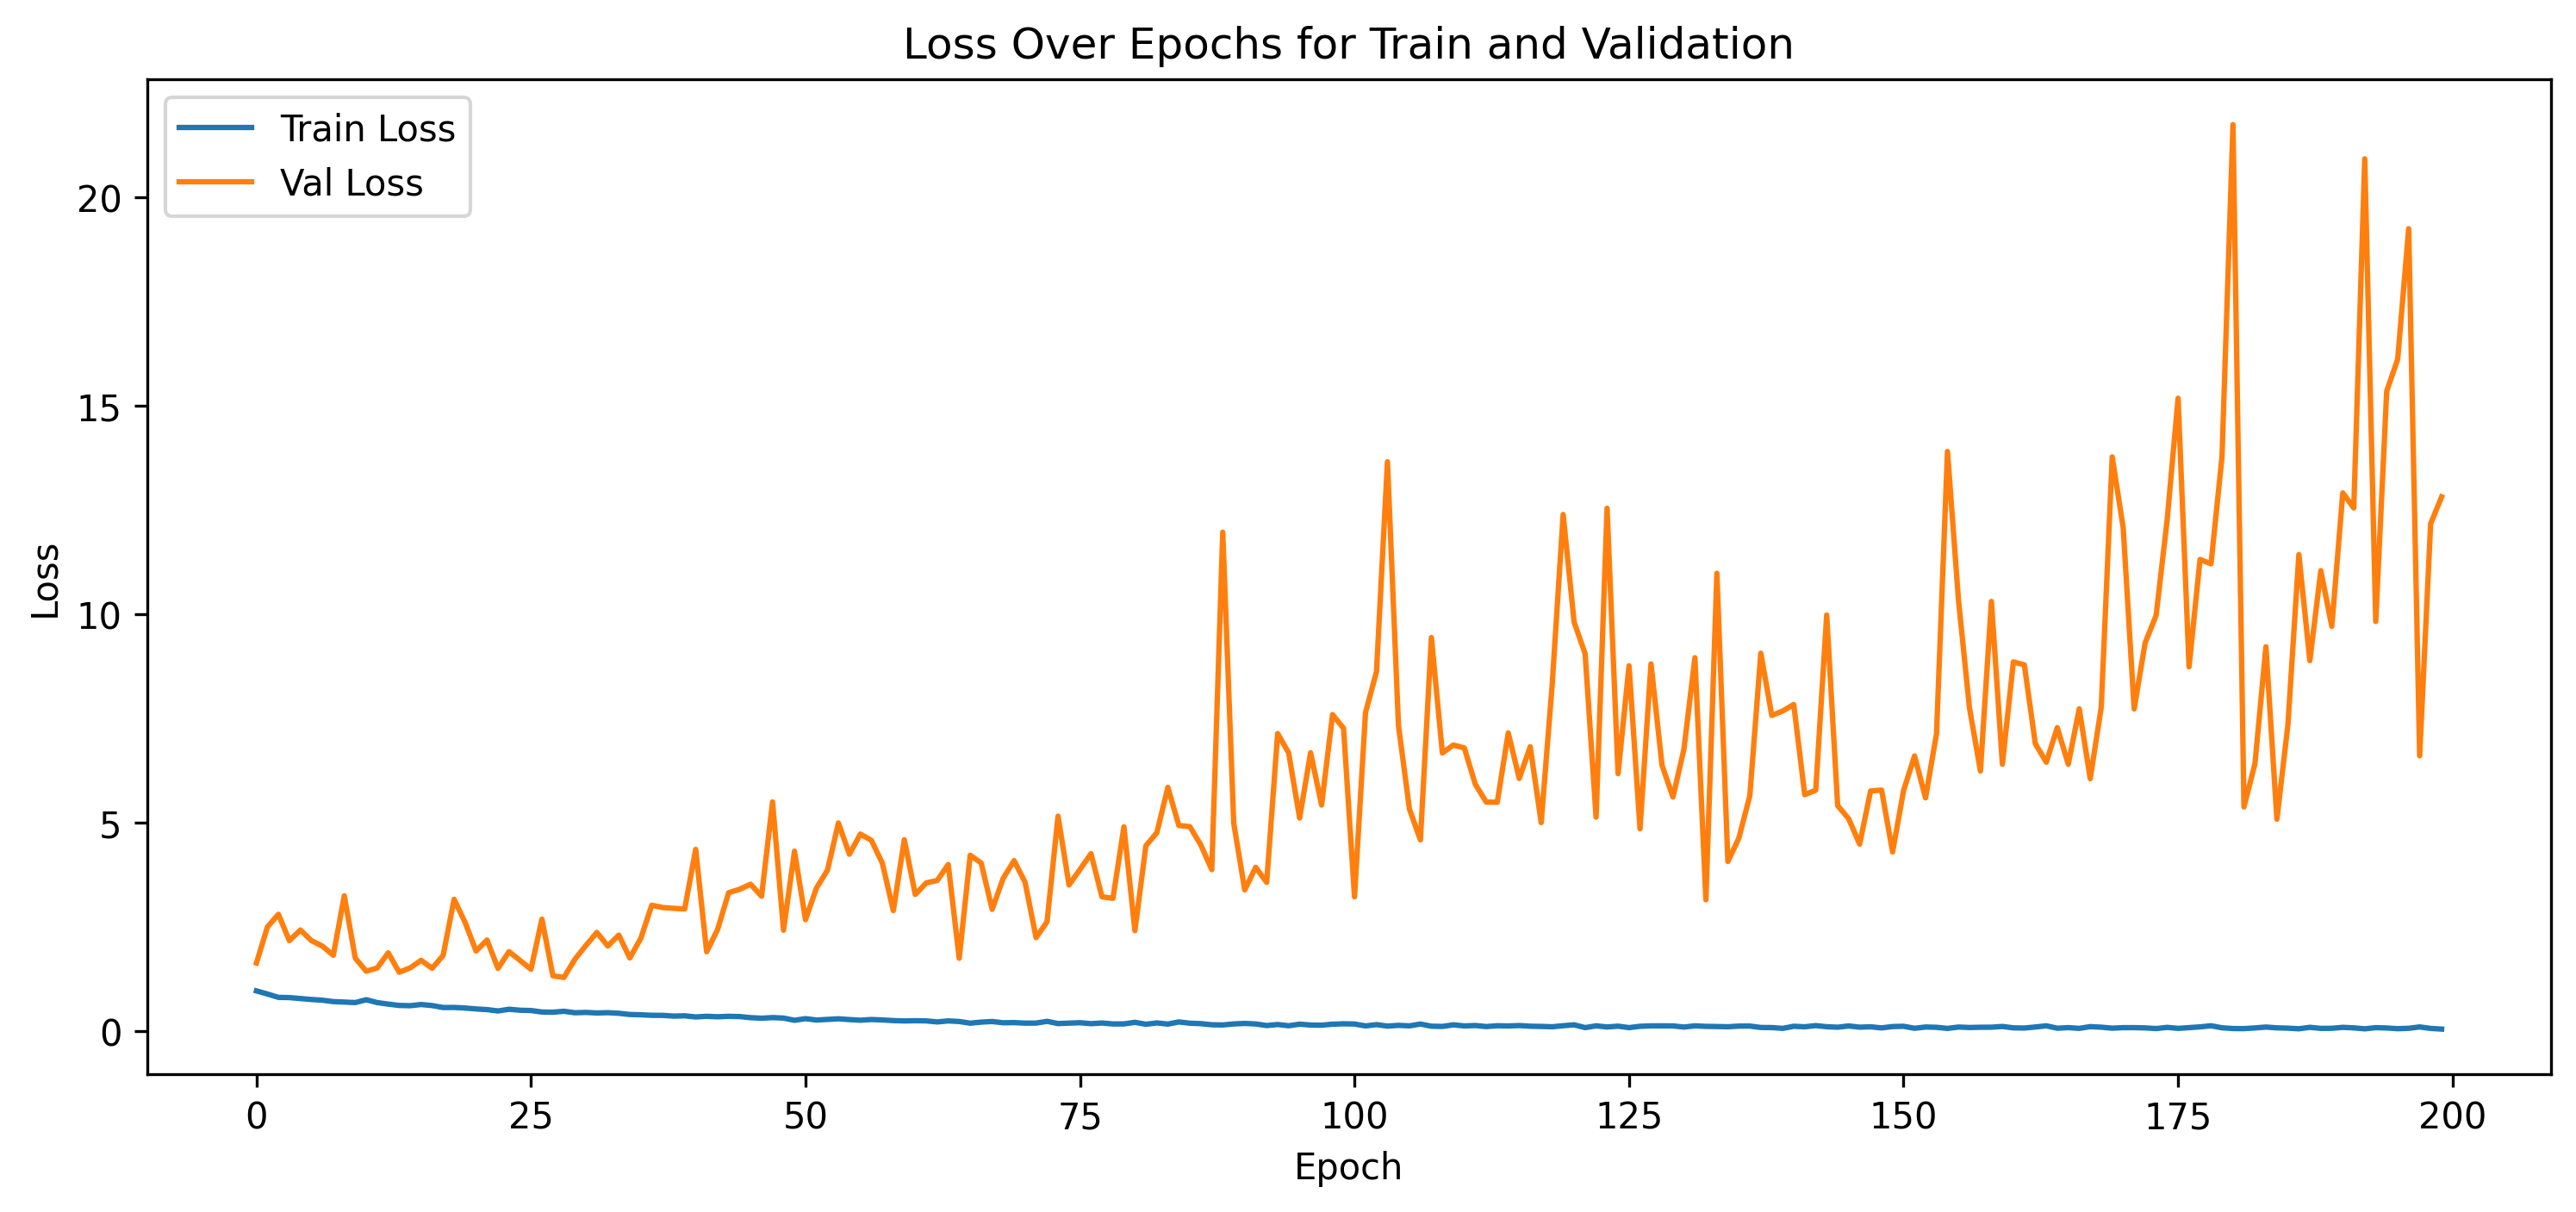 Loss Over Epochs for Train and Validation
Train Loss
Val Loss
20
15
10
5
0
Loss
0 25 50 75 100 125 150 175 200
Epoch